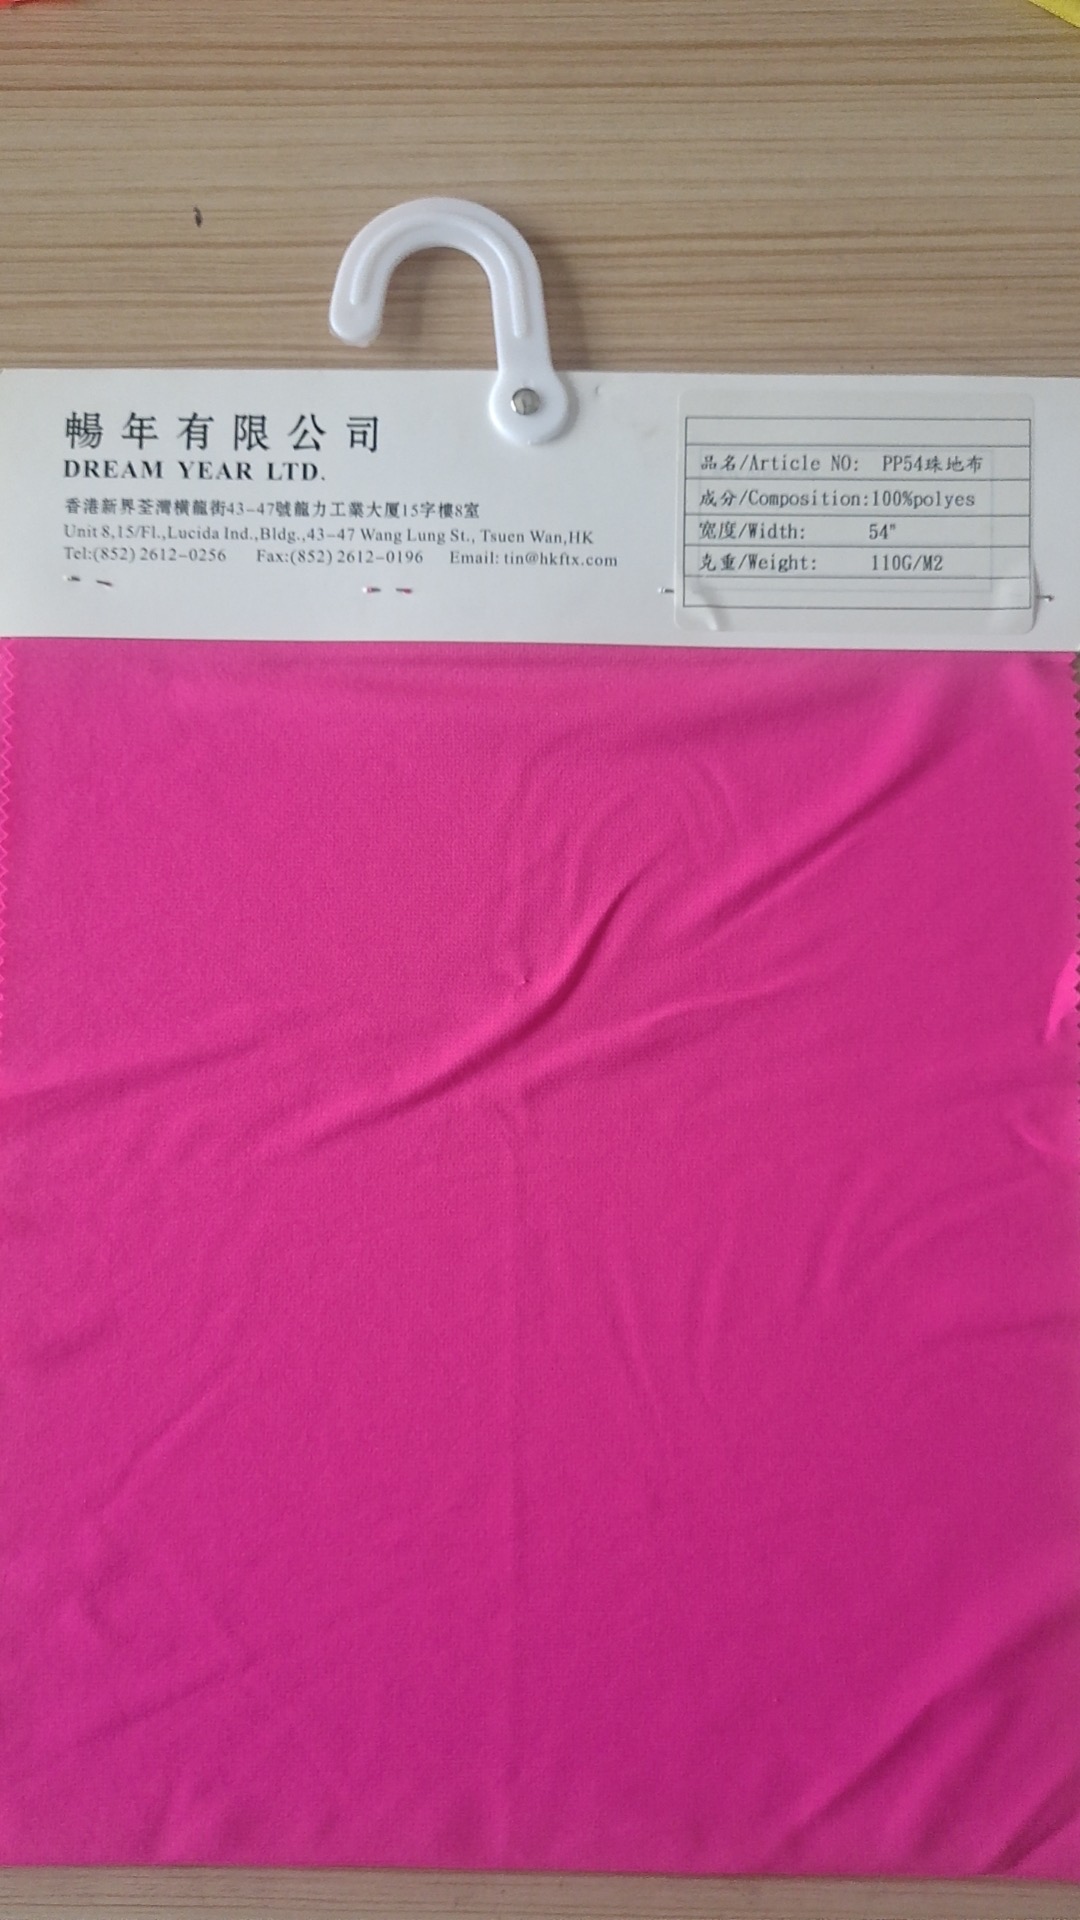 暢年有限公司
DREAM YEAR LTD.
香港新界荃灣橫龍街43-47號龍力工業大厦15字樓8室
Unit 8,15/Fl.,Lucida Ind.,Bldg.,43-47 Wang Lung St., Tsuen Wan,HK
Tel:(852) 2612-0256 Fax:(852) 2612-0196 Email: tin@hkftx.com
品名/Article NO: PP54珠地布
成分/Composition:100%polyes
宽度/Width: 54"
克重/Weight: 110G/M2